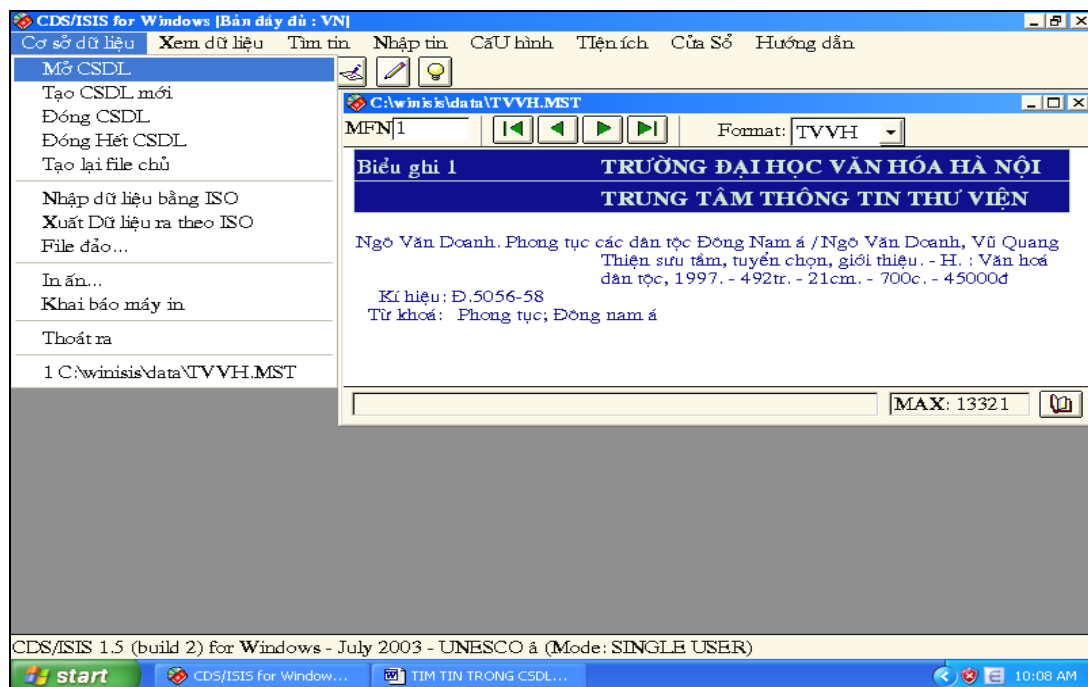 CDS/ISIS for Windows |Bản đầy đủ : VN|
Cơ sở dữ liệu Xem dữ liệu Tìm tin Nhập tin CấU hình TIện ích Cửa Sổ Hướng dẫn
Mở CSDL
Tạo CSDL mới
Đóng CSDL
Đóng Hết CSDL
Tạo lại file chủ
Nhập dữ liệu bằng ISO
Xuất Dữ liệu ra theo ISO
File đảo...
In ấn...
Khai báo máy in
Thoát ra
1 C:\winisis\data\TVVH.MST
C:\winisis\data\TVVH.MST
MFN 1 Format: TVVH
Biểu ghi 1 TRƯỜNG ĐẠI HỌC VĂN HÓA HÀ NỘI
TRUNG TÂM THÔNG TIN THƯ VIỆN
Ngô Văn Doanh. Phong tục các dân tộc Đông Nam á / Ngô Văn Doanh, Vũ Quang
Thiện sưu tầm, tuyển chọn, giới thiệu. - H. : Văn hoá
dân tộc, 1997. - 492tr. - 21cm. - 700c. - 45000đ
Kí hiệu: Đ.5056-58
Từ khoá: Phong tục; Đông nam á
MAX: 13321
CDS/ISIS 1.5 (build 2) for Windows - July 2003 - UNESCO â (Mode: SINGLE USER)
start CDS/ISIS for Window... TIM TIN TRONG CSDL... 10:08 AM